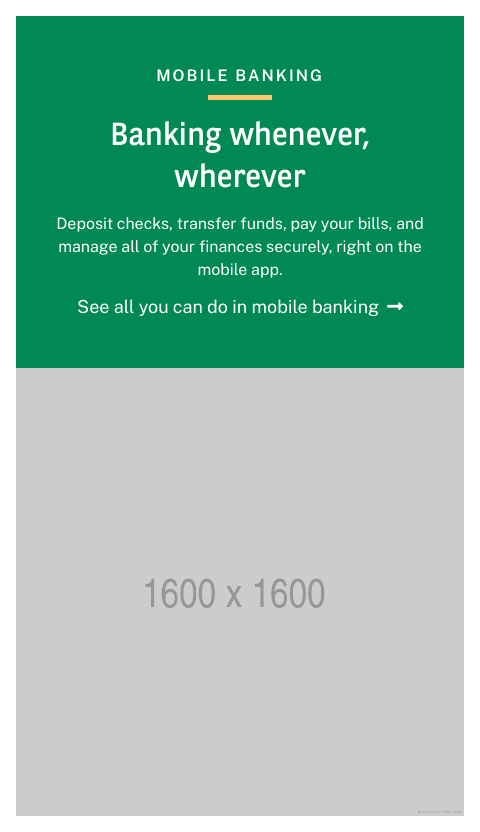 MOBILE BANKING
Banking whenever,
wherever
Deposit checks, transfer funds, pay your bills, and
manage all of your finances securely, right on the
mobile app.
See all you can do in mobile banking
1600 x 1600